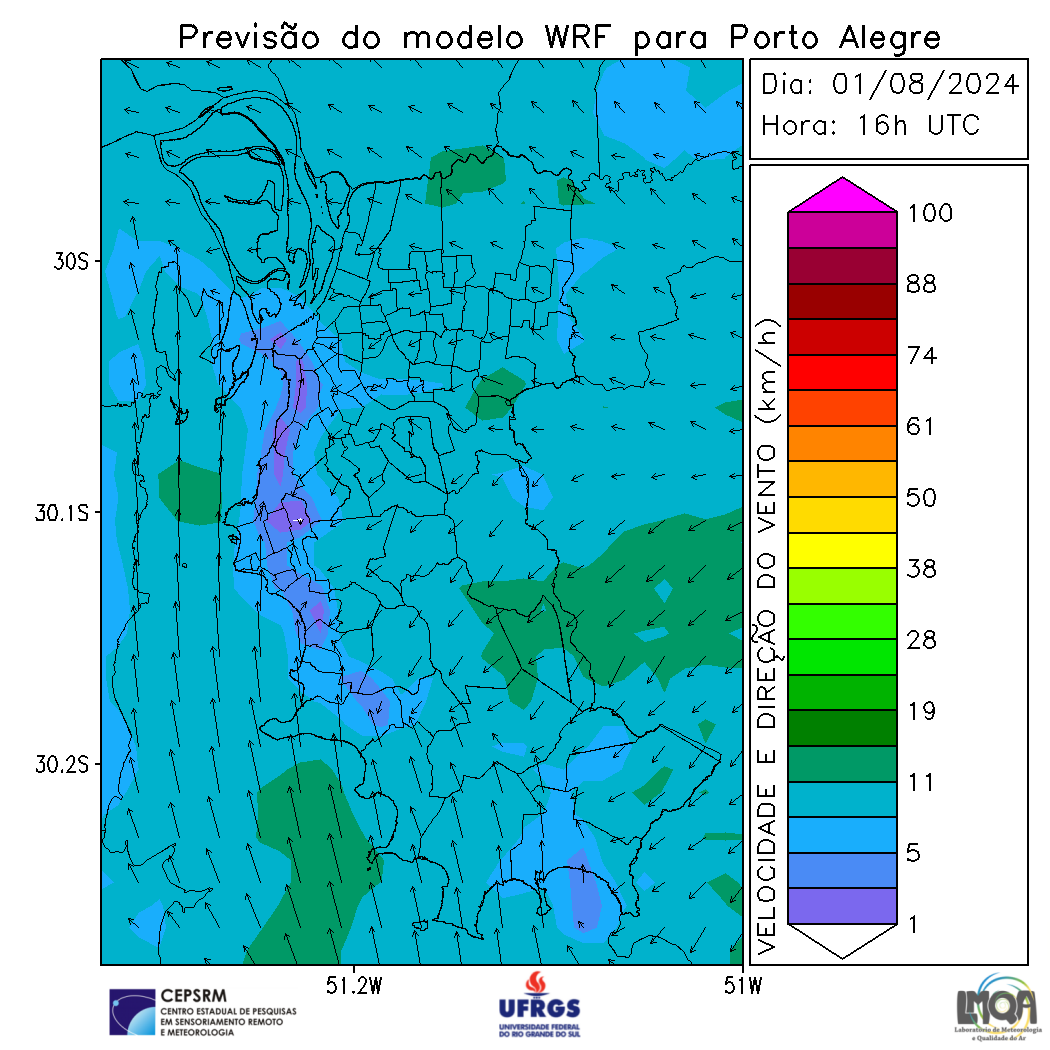 Previsão do modelo WRF para Porto Alegre
Dia: 01/08/2024
Hora: 16h UTC
30S
30.1S
30.2S
51.2W
51W
VELOCIDADE E DIREÇÃO DO VENTO (km/h)
100
88
74
61
50
38
28
19
11
5
1
CEPSRM
CENTRO ESTADUAL DE PESQUISAS
EM SENSORIAMENTO REMOTO
E METEOROLOGIA
UFRGS
UNIVERSIDADE FEDERAL
DO RIO GRANDE DO SUL
LMQA
Laboratório de Meteorologia
e Qualidade do Ar